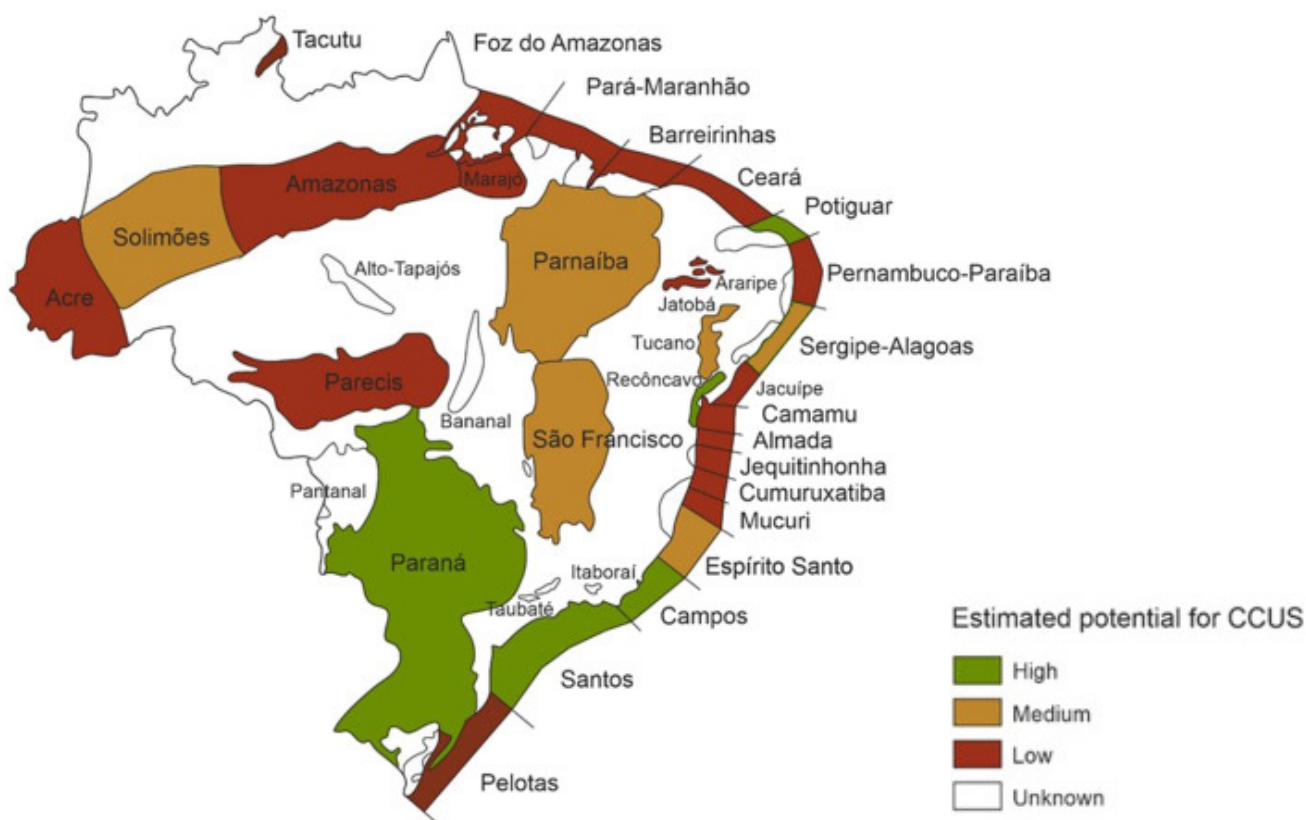 Tacutu
Foz do Amazonas
Pará-Maranhão
Barreirinhas
Amazonas
Marajó
Ceará
Potiguar
Solimões
Alto-Tapajós
Parnaíba
Araripe
Pernambuco-Paraíba
Acre
Jatobá
Tucano
Sergipe-Alagoas
Parecis
Recôncavo
Jacuípe
Bananal
Camamu
São Francisco
Almada
Jequitinhonha
Pantanal
Cumuruxatiba
Mucuri
Paraná
Itaboraí
Espírito Santo
Taubaté
Campos
Santos
Pelotas
Estimated potential for CCUS
High
Medium
Low
Unknown